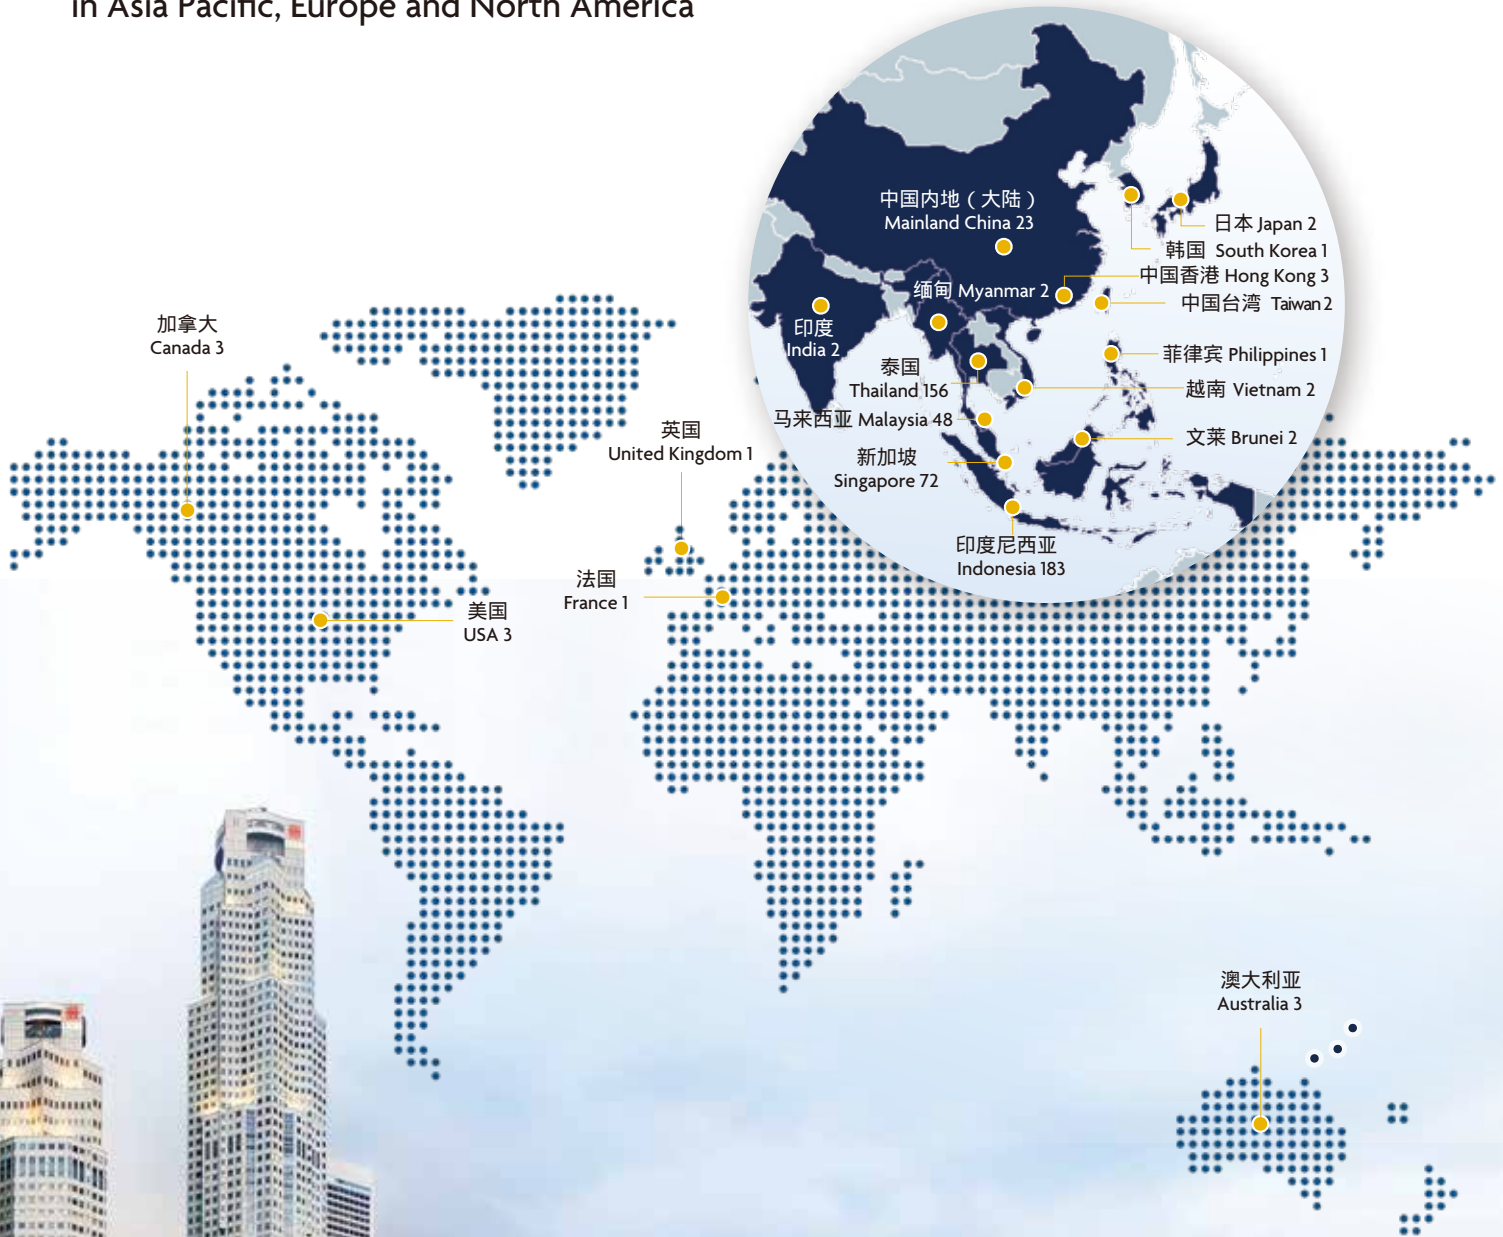 in Asia Pacific, Europe and North America
中国内地（大陆）
Mainland China 23
日本 Japan 2
韩国 South Korea 1
中国香港 Hong Kong 3
缅甸 Myanmar 2
中国台湾 Taiwan 2
印度
India 2
加拿大
Canada 3
菲律宾 Philippines 1
泰国
Thailand 156
越南 Vietnam 2
马来西亚 Malaysia 48
英国
United Kingdom 1
文莱 Brunei 2
新加坡
Singapore 72
印度尼西亚
Indonesia 183
法国
France 1
美国
USA 3
澳大利亚
Australia 3